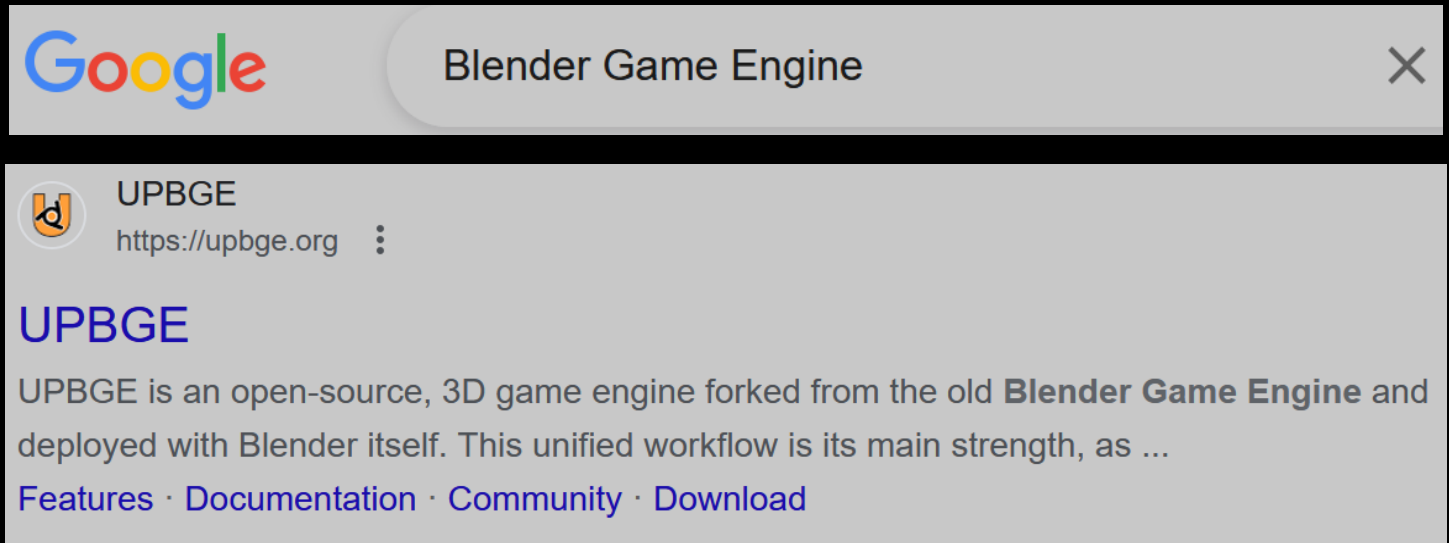 Google
Blender Game Engine
UPBGE
https://upbge.org
UPBGE
UPBGE is an open-source, 3D game engine forked from the old Blender Game Engine and
deployed with Blender itself. This unified workflow is its main strength, as ...
Features · Documentation · Community · Download